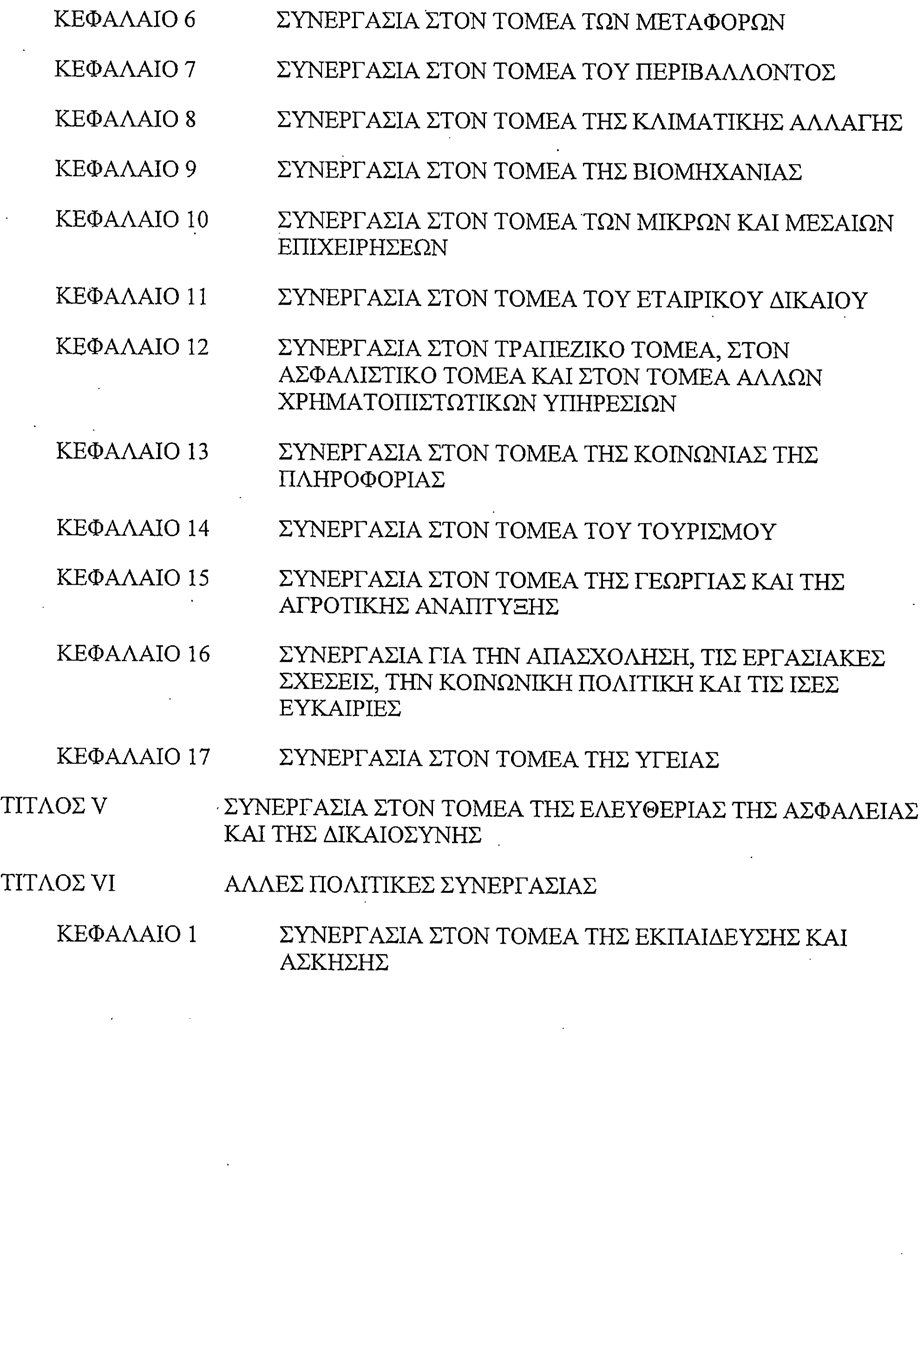 ΚΕΦΑΛΑΙΟ 6 ΣΥΝΕΡΓΑΣΙΑ ΣΤΟΝ ΤΟΜΕΑ ΤΩΝ ΜΕΤΑΦΟΡΩΝ
ΚΕΦΑΛΑΙΟ 7 ΣΥΝΕΡΓΑΣΙΑ ΣΤΟΝ ΤΟΜΕΑ ΤΟΥ ΠΕΡΙΒΑΛΛΟΝΤΟΣ
ΚΕΦΑΛΑΙΟ 8 ΣΥΝΕΡΓΑΣΙΑ ΣΤΟΝ ΤΟΜΕΑ ΤΗΣ ΚΛΙΜΑΤΙΚΗΣ ΑΛΛΑΓΗΣ
ΚΕΦΑΛΑΙΟ 9 ΣΥΝΕΡΓΑΣΙΑ ΣΤΟΝ ΤΟΜΕΑ ΤΗΣ ΒΙΟΜΗΧΑΝΙΑΣ
ΚΕΦΑΛΑΙΟ 10 ΣΥΝΕΡΓΑΣΙΑ ΣΤΟΝ ΤΟΜΕΑ ΤΩΝ ΜΙΚΡΩΝ ΚΑΙ ΜΕΣΑΙΩΝ
ΕΠΙΧΕΙΡΗΣΕΩΝ
ΚΕΦΑΛΑΙΟ 11 ΣΥΝΕΡΓΑΣΙΑ ΣΤΟΝ ΤΟΜΕΑ ΤΟΥ ΕΤΑΙΡΙΚΟΥ ΔΙΚΑΙΟΥ
ΚΕΦΑΛΑΙΟ 12 ΣΥΝΕΡΓΑΣΙΑ ΣΤΟΝ ΤΡΑΠΕΖΙΚΟ ΤΟΜΕΑ, ΣΤΟΝ
ΑΣΦΑΛΙΣΤΙΚΟ ΤΟΜΕΑ ΚΑΙ ΣΤΟΝ ΤΟΜΕΑ ΑΛΛΩΝ
ΧΡΗΜΑΤΟΠΙΣΤΩΤΙΚΩΝ ΥΠΗΡΕΣΙΩΝ
ΚΕΦΑΛΑΙΟ 13 ΣΥΝΕΡΓΑΣΙΑ ΣΤΟΝ ΤΟΜΕΑ ΤΗΣ ΚΟΙΝΩΝΙΑΣ ΤΗΣ
ΠΛΗΡΟΦΟΡΙΑΣ
ΚΕΦΑΛΑΙΟ 14 ΣΥΝΕΡΓΑΣΙΑ ΣΤΟΝ ΤΟΜΕΑ ΤΟΥ ΤΟΥΡΙΣΜΟΥ
ΚΕΦΑΛΑΙΟ 15 ΣΥΝΕΡΓΑΣΙΑ ΣΤΟΝ ΤΟΜΕΑ ΤΗΣ ΓΕΩΡΓΙΑΣ ΚΑΙ ΤΗΣ
ΑΓΡΟΤΙΚΗΣ ΑΝΑΠΤΥΞΗΣ
ΚΕΦΑΛΑΙΟ 16 ΣΥΝΕΡΓΑΣΙΑ ΓΙΑ ΤΗΝ ΑΠΑΣΧΟΛΗΣΗ, ΤΙΣ ΕΡΓΑΣΙΑΚΕΣ
ΣΧΕΣΕΙΣ, ΤΗΝ ΚΟΙΝΩΝΙΚΗ ΠΟΛΙΤΙΚΗ ΚΑΙ ΤΙΣ ΙΣΕΣ
ΕΥΚΑΙΡΙΕΣ
ΚΕΦΑΛΑΙΟ 17 ΣΥΝΕΡΓΑΣΙΑ ΣΤΟΝ ΤΟΜΕΑ ΤΗΣ ΥΓΕΙΑΣ
ΤΙΤΛΟΣ V ΣΥΝΕΡΓΑΣΙΑ ΣΤΟΝ ΤΟΜΕΑ ΤΗΣ ΕΛΕΥΘΕΡΙΑΣ ΤΗΣ ΑΣΦΑΛΕΙΑΣ
ΚΑΙ ΤΗΣ ΔΙΚΑΙΟΣΥΝΗΣ
ΤΙΤΛΟΣ VI ΑΛΛΕΣ ΠΟΛΙΤΙΚΕΣ ΣΥΝΕΡΓΑΣΙΑΣ
ΚΕΦΑΛΑΙΟ 1 ΣΥΝΕΡΓΑΣΙΑ ΣΤΟΝ ΤΟΜΕΑ ΤΗΣ ΕΚΠΑΙΔΕΥΣΗΣ ΚΑΙ
ΑΣΚΗΣΗΣ